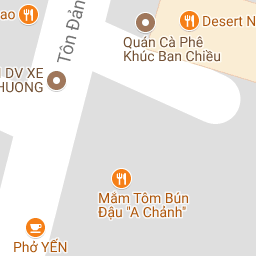 ao
Desert N
Quán Cà Phê
Khúc Ban Chiều
Tôn Đản
DV XE
HUONG
Mắm Tôm Bún
Đậu "A Chảnh"
Phở YẾN